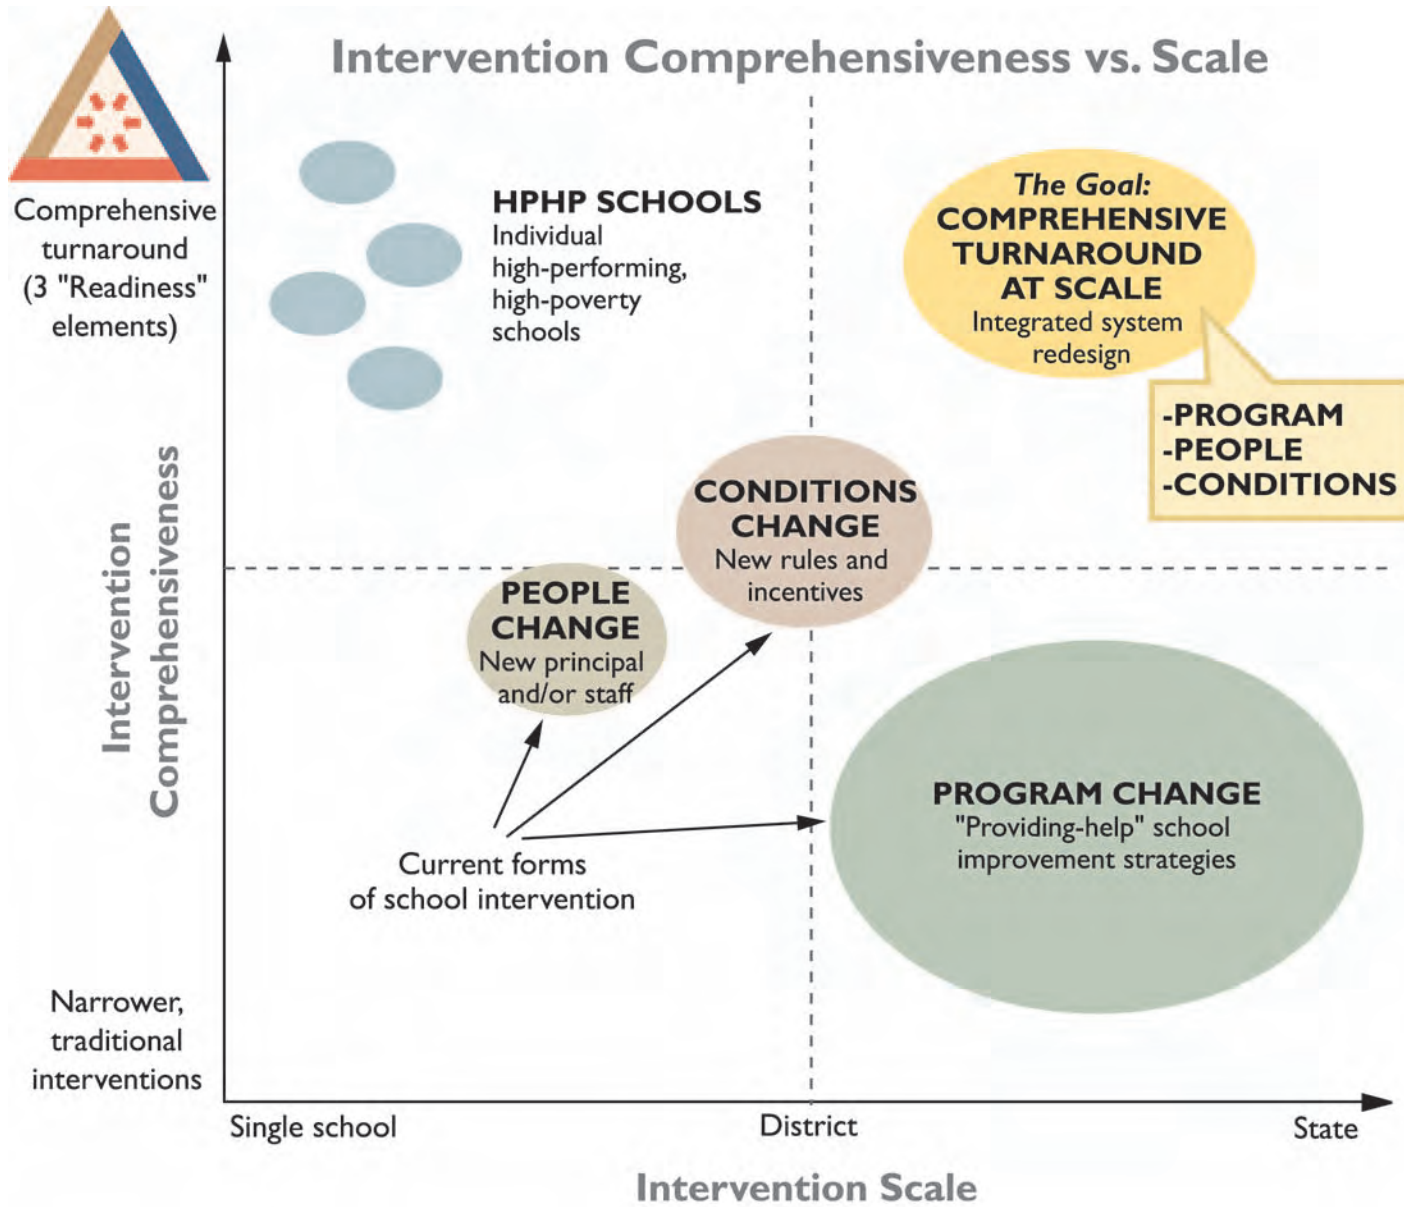 Intervention Comprehensiveness vs. Scale
Comprehensive
turnaround
(3 "Readiness"
elements)
HPHP SCHOOLS
Individual
high-performing,
high-poverty
schools
The Goal:
COMPREHENSIVE
TURNAROUND
AT SCALE
Integrated system
redesign
-PROGRAM
-PEOPLE
-CONDITIONS
CONDITIONS
CHANGE
New rules and
incentives
PEOPLE
CHANGE
New principal
and/or staff
Intervention
Comprehensiveness
PROGRAM CHANGE
"Providing-help" school
improvement strategies
Current forms
of school intervention
Narrower,
traditional
interventions
Single school
District
State
Intervention Scale